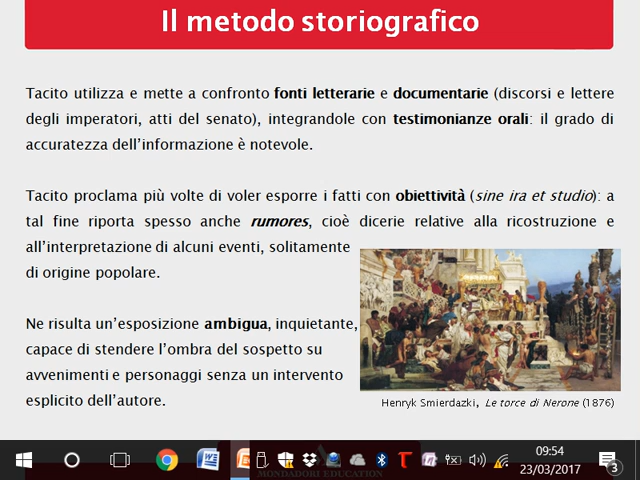 Il metodo storiografico
Tacito utilizza e mette a confronto fonti letterarie e documentarie (discorsi e lettere
degli imperatori, atti del senato), integrandole con testimonianze orali: il grado di
accuratezza dell'informazione è notevole.
Tacito proclama più volte di voler esporre i fatti con obiettività (sine ira et studio): a
tal fine riporta spesso anche rumores, cioè dicerie relative alla ricostruzione e
all'interpretazione di alcuni eventi, solitamente
di origine popolare.
Ne risulta un'esposizione ambigua, inquietante,
capace di stendere l'ombra del sospetto su
avvenimenti e personaggi senza un intervento
esplicito dell'autore.
Henryk Smierdazki, Le torce di Nerone (1876)
09:54
MONDADORI EDUCATION
23/03/2017
3